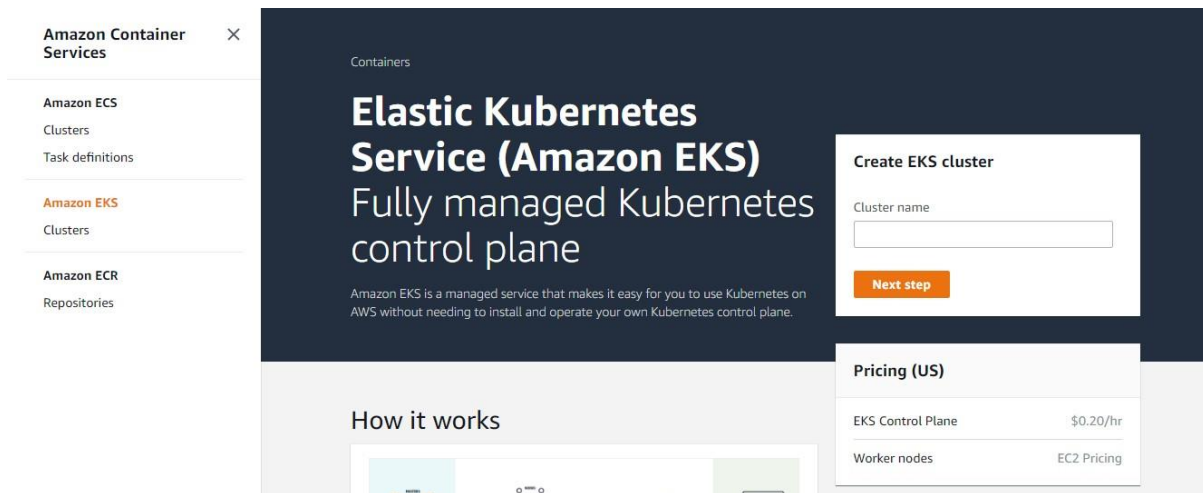 Amazon Container
Services
Amazon ECS
Clusters
Task definitions
Amazon EKS
Clusters
Amazon ECR
Repositories
Containers
Elastic Kubernetes
Service (Amazon EKS)
Fully managed Kubernetes
control plane
Amazon EKS is a managed service that makes it easy for you to use Kubernetes on
AWS without needing to install and operate your own Kubernetes control plane.
Create EKS cluster
Cluster name
Next step
How it works
Pricing (US)
EKS Control Plane $0.20/hr
Worker nodes EC2 Pricing